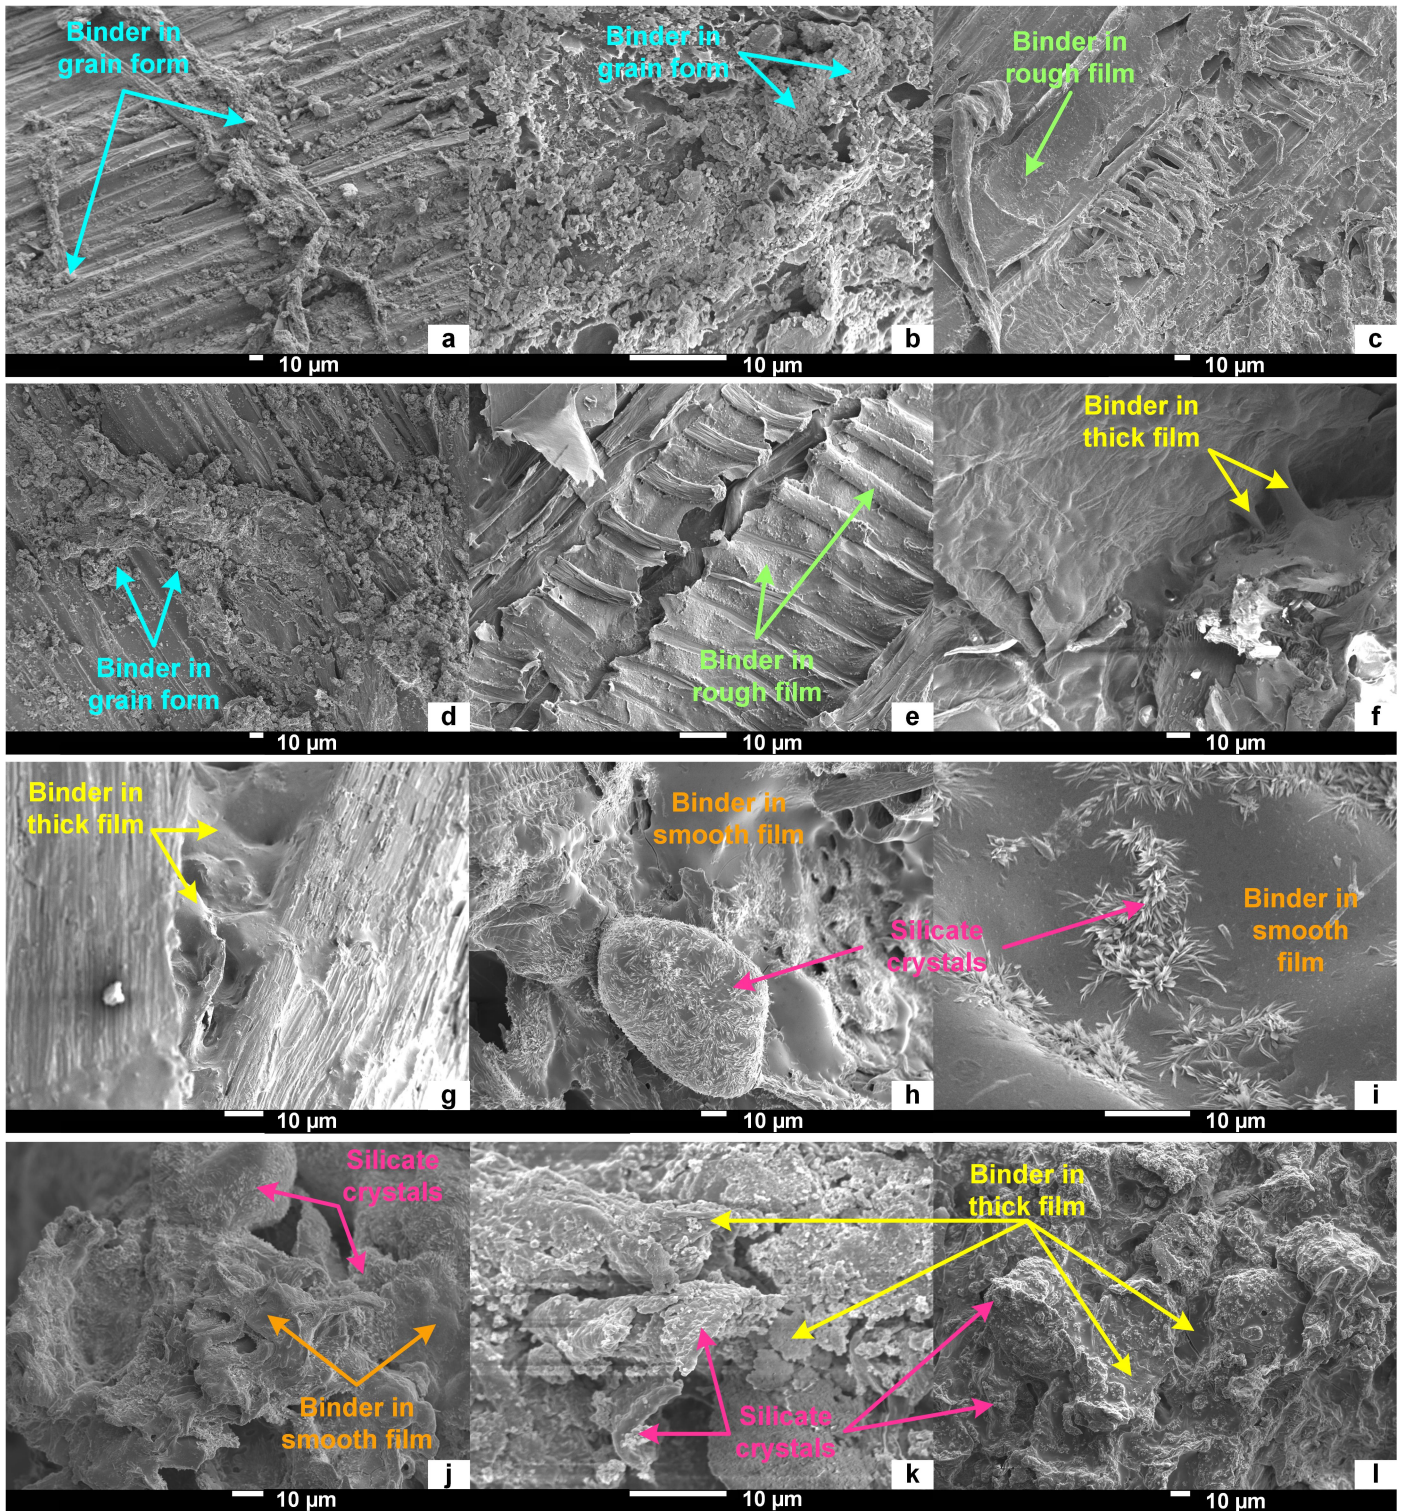 Binder in
grain form
a
10 µm
Binder in
grain form
b
10 µm
Binder in
rough film
c
10 µm
Binder in
grain form
d
10 µm
Binder in
rough film
e
10 µm
Binder in
thick film
f
10 µm
Binder in
thick film
g
10 µm
Binder in
smooth film
h
10 µm
Silicate
crystals
Binder in
smooth
film
i
10 µm
Silicate
crystals
Binder in
smooth film
j
10 µm
Silicate
crystals
k
10 µm
Binder in
thick film
l
10 µm